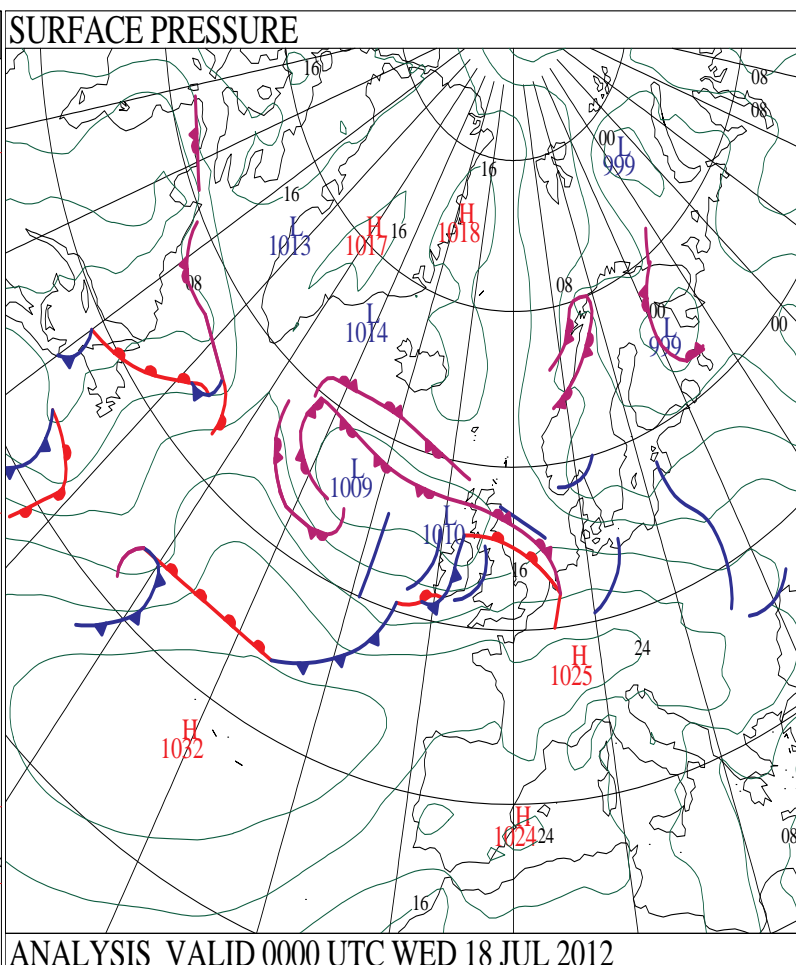 SURFACE PRESSURE
16
08
08
00
L
999
16
16
L
1013
H
1017
16
H
1018
08
08
00
L
999
00
L
1014
L
1009
L
1010
16
H
1025
24
H
1032
H
1024
24
08
16
ANALYSIS VALID 0000 UTC WED 18 JUL 2012